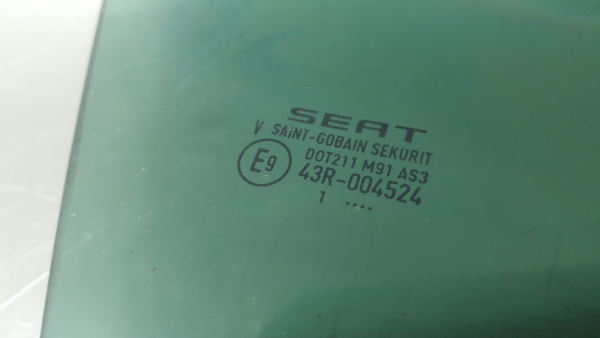 SEAT
V SAiNT-GOBAIN SEKURIT
E9 DOT211 M91 AS3
43R-004524
1 ....